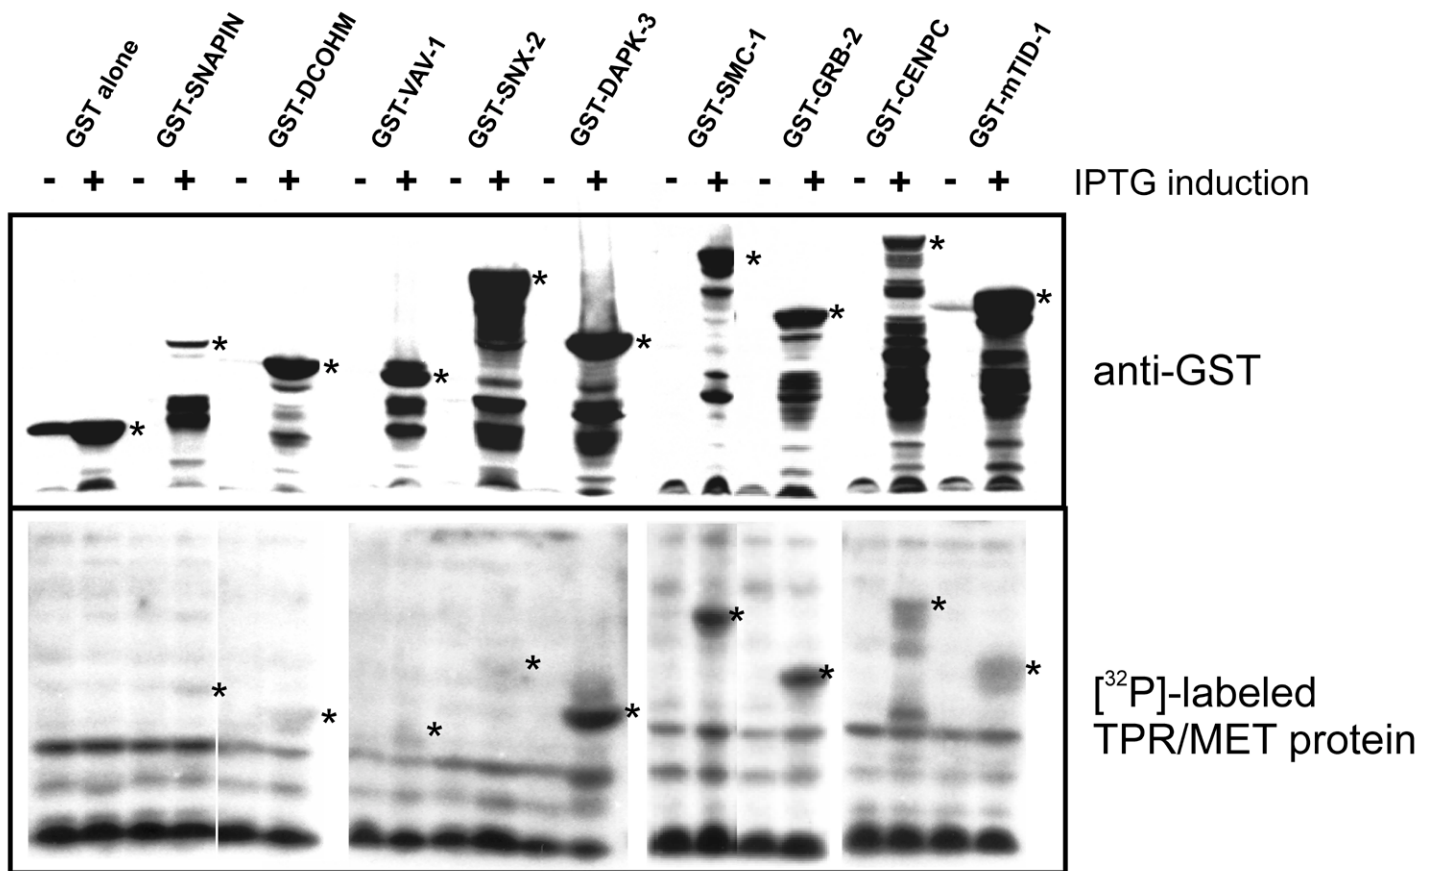 GST alone
GST-SNAPIN
GST-DCOHM
GST-VAV-1
GST-SNX-2
GST-DAPK-3
GST-SMC-1
GST-GRB-2
GST-CENPC
GST-mTID-1
- + - + - + - + - + - + - + - + - + - + IPTG induction
* * * * * * * * * *
anti-GST
* * * * * * * * *
[³²P]-labeled
TPR/MET protein